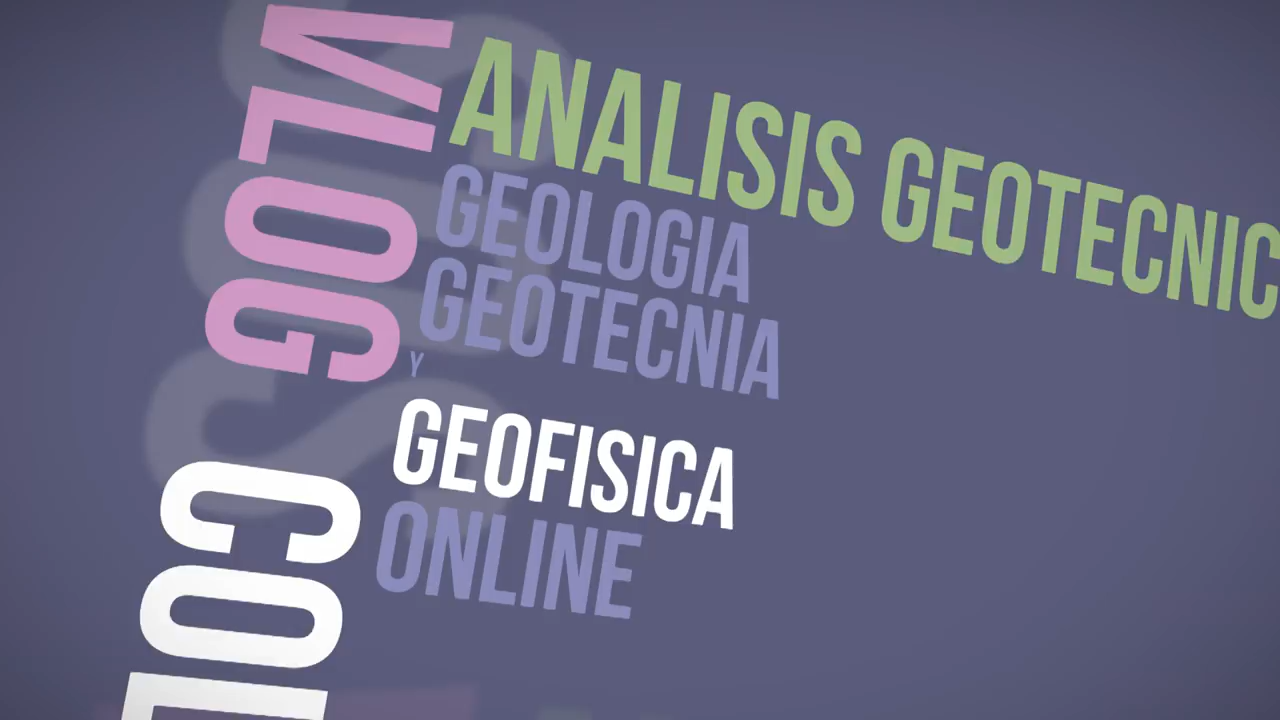 VLOG
ANALISIS GEOTECNIC
GEOLOGIA
GEOTECNIA
Y
GEOFISICA
ONLINE
COL